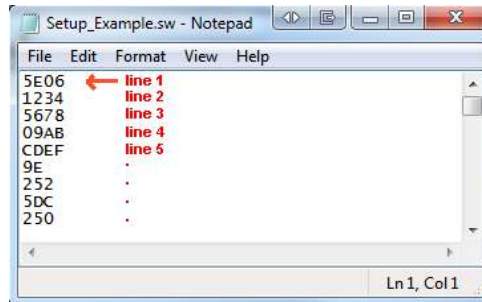 Setup_Example.sw - Notepad
File Edit Format View Help
5E06 line 1
1234 line 2
5678 line 3
09AB line 4
CDEF line 5
9E .
252 .
5DC .
250 .
Ln 1, Col 1